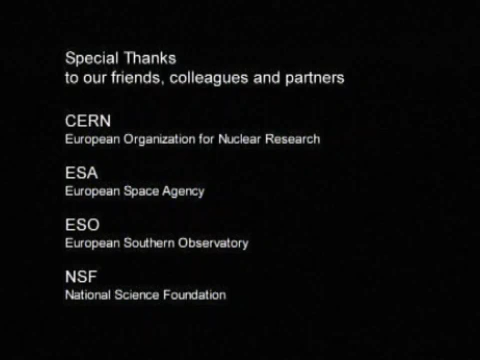 Special Thanks
to our friends, colleagues and partners
CERN
European Organization for Nuclear Research
ESA
European Space Agency
ESO
European Southern Observatory
NSF
National Science Foundation